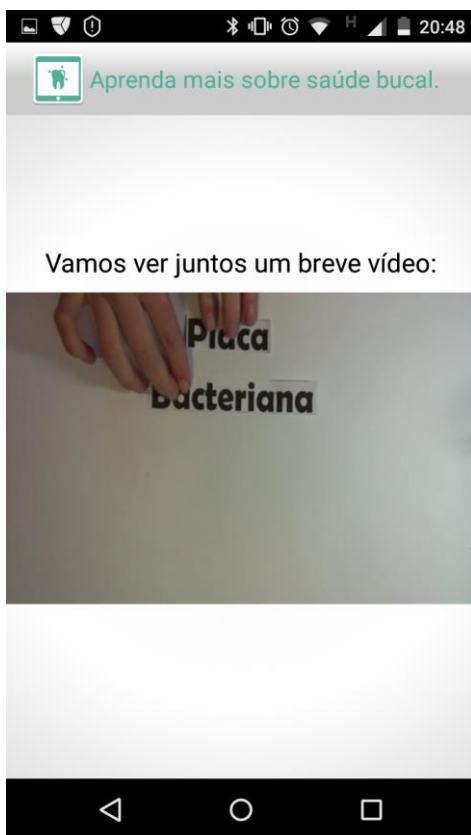 H 20:48
Aprenda mais sobre saúde bucal.
Vamos ver juntos um breve vídeo:
Placa
Bacteriana